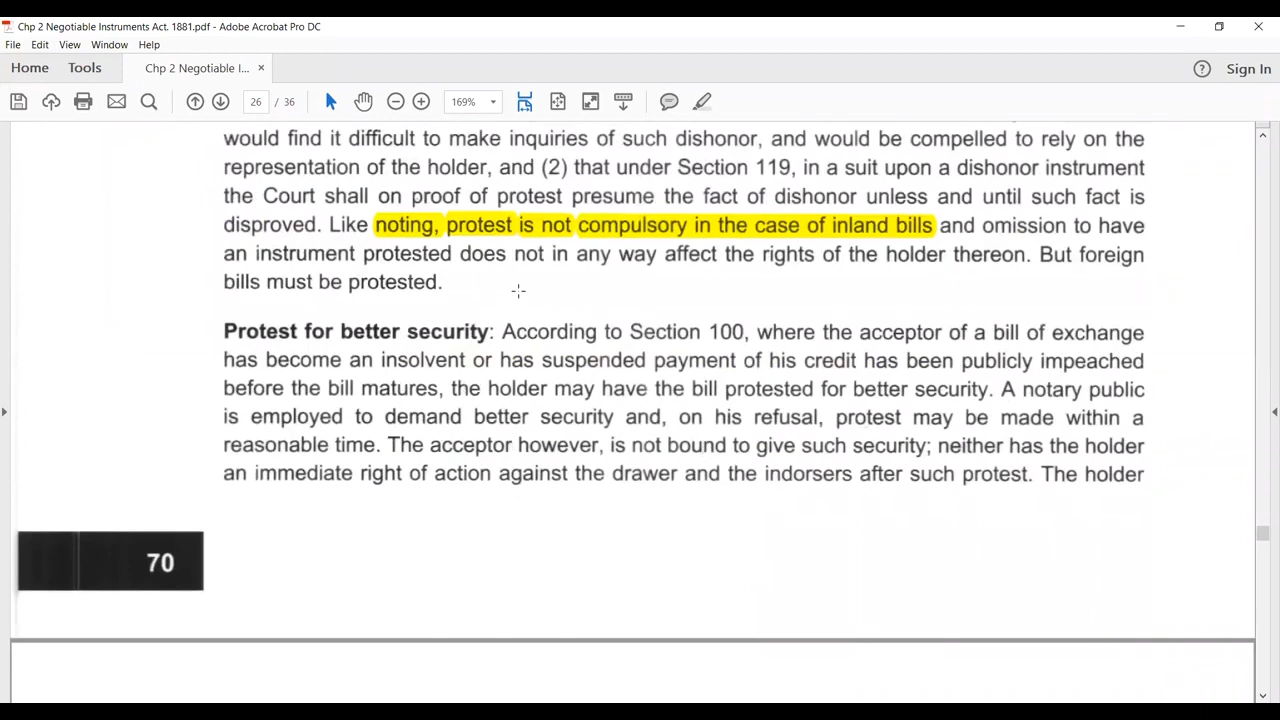 Chp 2 Negotiable Instruments Act. 1881.pdf - Adobe Acrobat Pro DC
File Edit View Window Help
Home Tools Chp 2 Negotiable I... × Sign In
26 / 36 169%
would find it difficult to make inquiries of such dishonor, and would be compelled to rely on the
representation of the holder, and (2) that under Section 119, in a suit upon a dishonor instrument
the Court shall on proof of protest presume the fact of dishonor unless and until such fact is
disproved. Like noting, protest is not compulsory in the case of inland bills and omission to have
an instrument protested does not in any way affect the rights of the holder thereon. But foreign
bills must be protested.
Protest for better security: According to Section 100, where the acceptor of a bill of exchange
has become an insolvent or has suspended payment of his credit has been publicly impeached
before the bill matures, the holder may have the bill protested for better security. A notary public
is employed to demand better security and, on his refusal, protest may be made within a
reasonable time. The acceptor however, is not bound to give such security; neither has the holder
an immediate right of action against the drawer and the indorsers after such protest. The holder
70